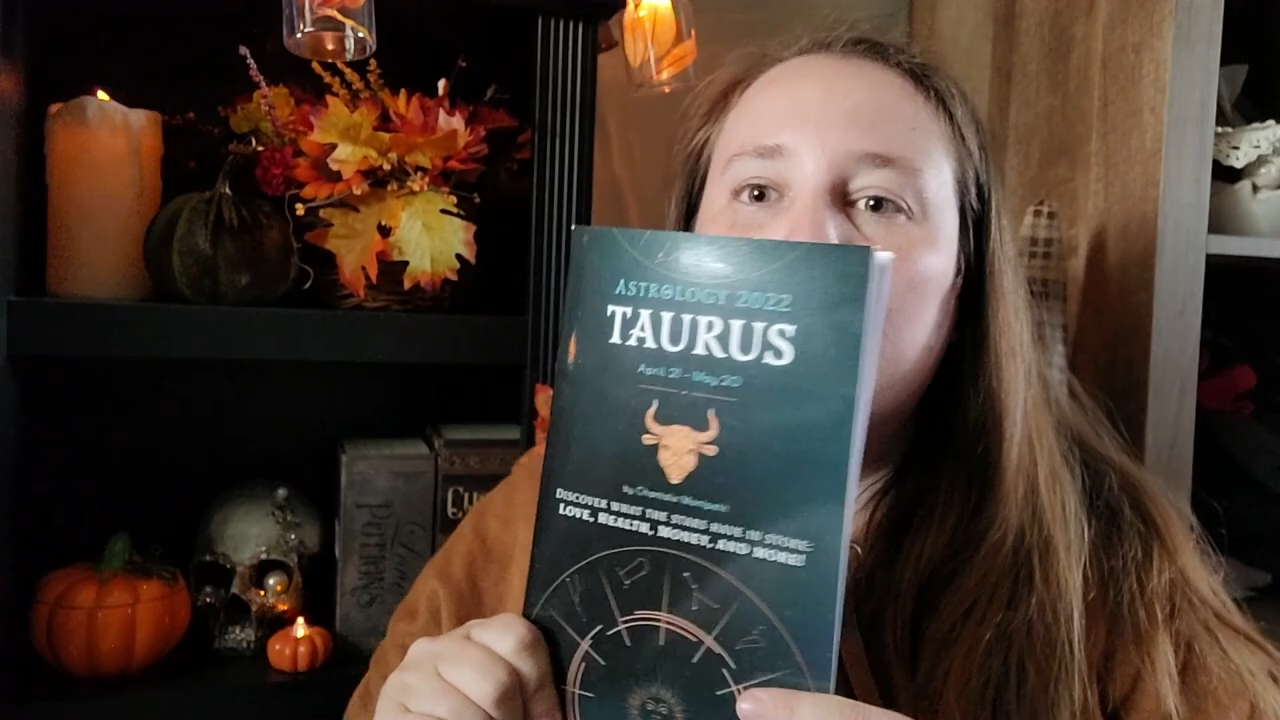 ASTROLOGY 2022
TAURUS
April 21 - May 20
By
DISCOVER WHAT THE STARS HAVE IN STORE:
LOVE, HEALTH, MONEY, AND MORE!
POTIONS